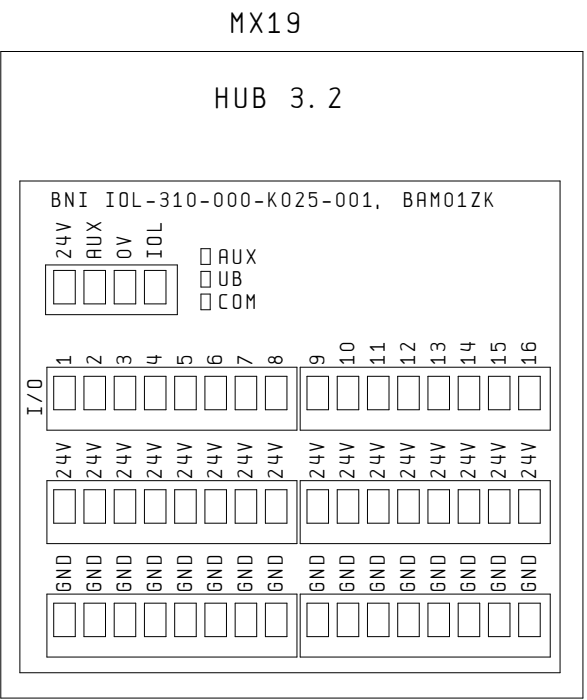 MX19
HUB 3.2
BNI IOL-310-000-K025-001, BAM01ZK
24V AUX 0V IOL
AUX
UB
COM
1 2 3 4 5 6 7 8 9 10 11 12 13 14 15 16
I/O
24V 24V 24V 24V 24V 24V 24V 24V 24V 24V 24V 24V 24V 24V 24V 24V
GND GND GND GND GND GND GND GND GND GND GND GND GND GND GND GND